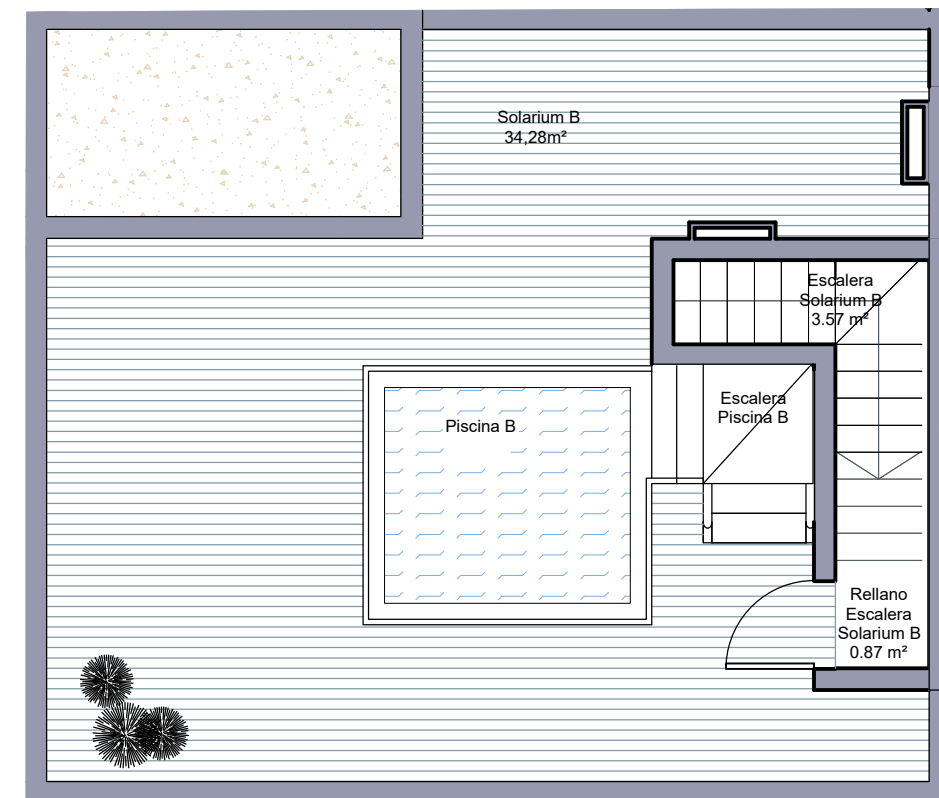 Solarium B
34,28m²
Escalera
Solarium B
3.57 m²
Escalera
Piscina B
Piscina B
Rellano
Escalera
Solarium B
0.87 m²